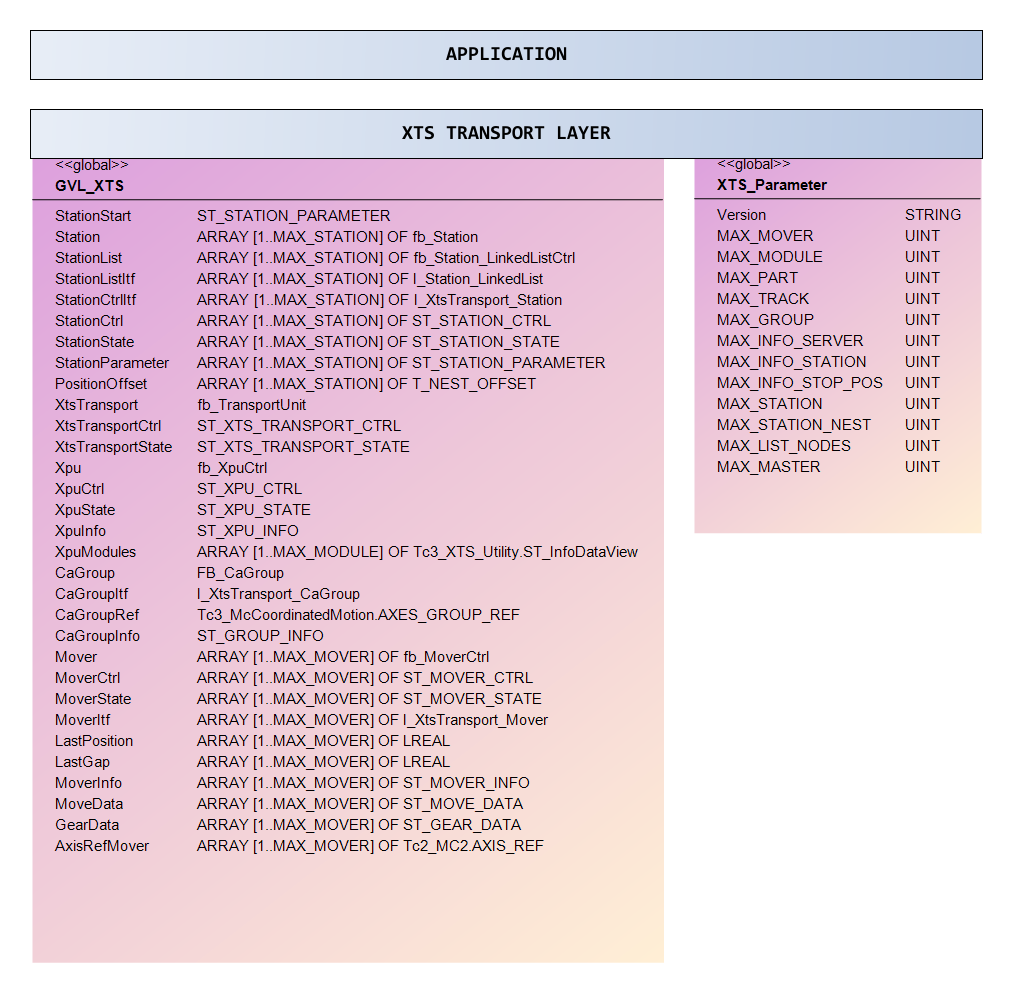 APPLICATION
XTS TRANSPORT LAYER
<<global>>
GVL_XTS
StationStart ST_STATION_PARAMETER
Station ARRAY [1..MAX_STATION] OF fb_Station
StationList ARRAY [1..MAX_STATION] OF fb_Station_LinkedListCtrl
StationListItf ARRAY [1..MAX_STATION] OF I_Station_LinkedList
StationCtrlItf ARRAY [1..MAX_STATION] OF I_XtsTransport_Station
StationCtrl ARRAY [1..MAX_STATION] OF ST_STATION_CTRL
StationState ARRAY [1..MAX_STATION] OF ST_STATION_STATE
StationParameter ARRAY [1..MAX_STATION] OF ST_STATION_PARAMETER
PositionOffset ARRAY [1..MAX_STATION] OF T_NEST_OFFSET
XtsTransport fb_TransportUnit
XtsTransportCtrl ST_XTS_TRANSPORT_CTRL
XtsTransportState ST_XTS_TRANSPORT_STATE
Xpu fb_XpuCtrl
XpuCtrl ST_XPU_CTRL
XpuState ST_XPU_STATE
XpuInfo ST_XPU_INFO
XpuModules ARRAY [1..MAX_MODULE] OF Tc3_XTS_Utility.ST_InfoDataView
CaGroup FB_CaGroup
CaGroupItf I_XtsTransport_CaGroup
CaGroupRef Tc3_McCoordinatedMotion.AXES_GROUP_REF
CaGroupInfo ST_GROUP_INFO
Mover ARRAY [1..MAX_MOVER] OF fb_MoverCtrl
MoverCtrl ARRAY [1..MAX_MOVER] OF ST_MOVER_CTRL
MoverState ARRAY [1..MAX_MOVER] OF ST_MOVER_STATE
MoverItf ARRAY [1..MAX_MOVER] OF I_XtsTransport_Mover
LastPosition ARRAY [1..MAX_MOVER] OF LREAL
LastGap ARRAY [1..MAX_MOVER] OF LREAL
MoverInfo ARRAY [1..MAX_MOVER] OF ST_MOVER_INFO
MoveData ARRAY [1..MAX_MOVER] OF ST_MOVE_DATA
GearData ARRAY [1..MAX_MOVER] OF ST_GEAR_DATA
AxisRefMover ARRAY [1..MAX_MOVER] OF Tc2_MC2.AXIS_REF
<<global>>
XTS_Parameter
Version STRING
MAX_MOVER UINT
MAX_MODULE UINT
MAX_PART UINT
MAX_TRACK UINT
MAX_GROUP UINT
MAX_INFO_SERVER UINT
MAX_INFO_STATION UINT
MAX_INFO_STOP_POS UINT
MAX_STATION UINT
MAX_STATION_NEST UINT
MAX_LIST_NODES UINT
MAX_MASTER UINT